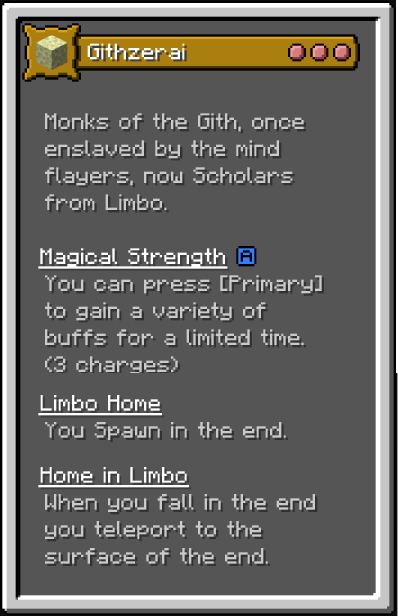 Githzerai
Monks of the Gith, once
enslaved by the mind
flayers, now Scholars
from Limbo.
Magical Strength A
You can press [Primary]
to gain a variety of
buffs for a limited time.
(3 charges)
Limbo Home
You Spawn in the end.
Home in Limbo
When you fall in the end
you teleport to the
surface of the end.